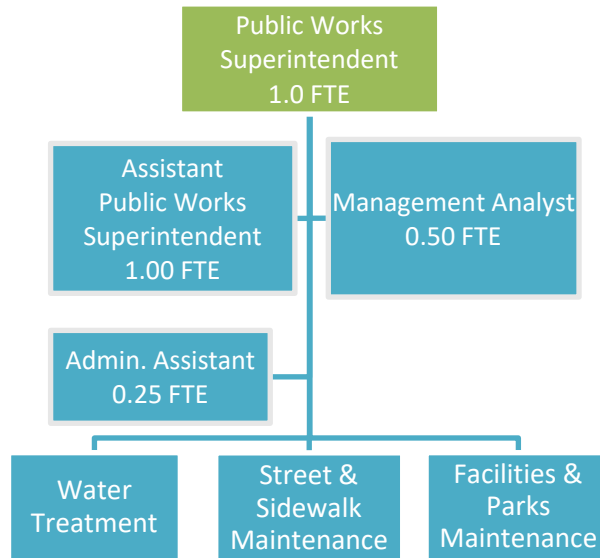 Public Works
Superintendent
1.0 FTE
Assistant
Public Works
Superintendent
1.00 FTE
Management Analyst
0.50 FTE
Admin. Assistant
0.25 FTE
Water
Treatment
Street &
Sidewalk
Maintenance
Facilities &
Parks
Maintenance